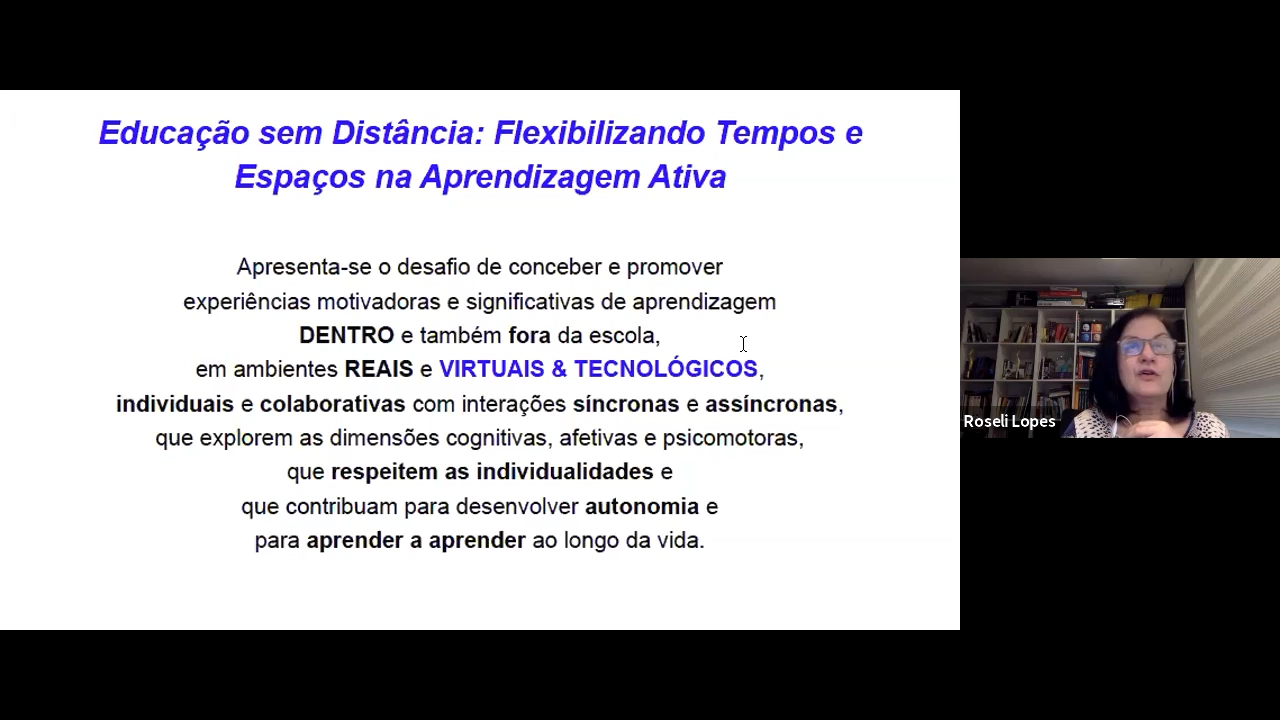 Educação sem Distância: Flexibilizando Tempos e
Espaços na Aprendizagem Ativa
Apresenta-se o desafio de conceber e promover
experiências motivadoras e significativas de aprendizagem
DENTRO e também fora da escola,
em ambientes REAIS e VIRTUAIS & TECNOLÓGICOS,
individuais e colaborativas com interações síncronas e assíncronas,
que explorem as dimensões cognitivas, afetivas e psicomotoras,
que respeitem as individualidades e
que contribuam para desenvolver autonomia e
para aprender a aprender ao longo da vida.
Roseli Lopes